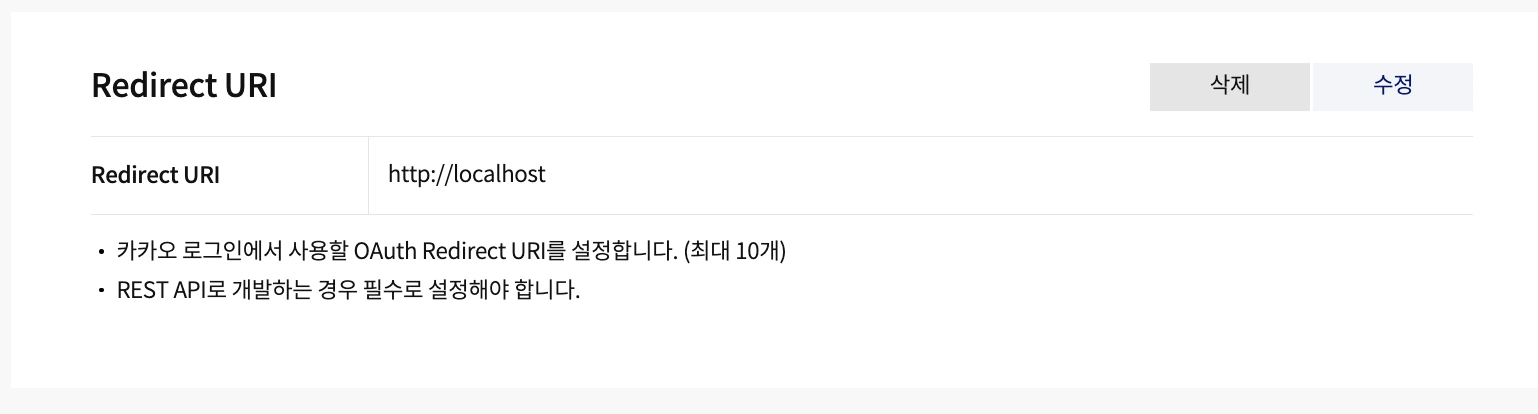 Redirect URI
삭제
수정
Redirect URI
http://localhost
• 카카오 로그인에서 사용할 OAuth Redirect URI를 설정합니다. (최대 10개)
• REST API로 개발하는 경우 필수로 설정해야 합니다.